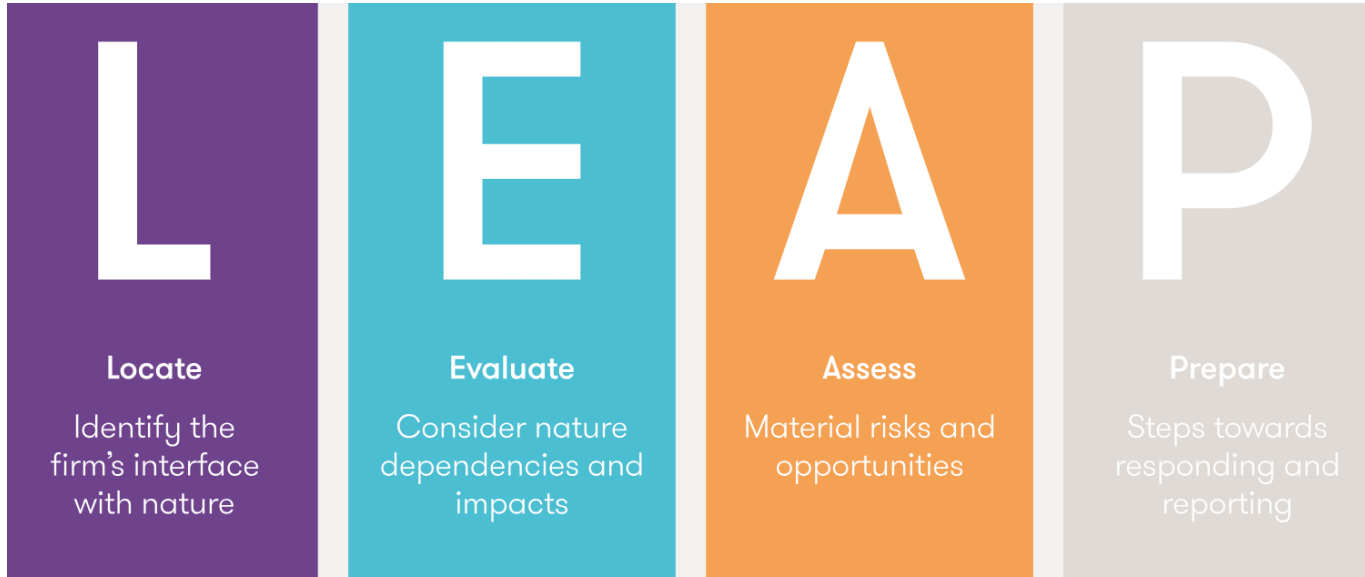 L
Locate
Identify the
firm's interface
with nature
E
Evaluate
Consider nature
dependencies and
impacts
A
Assess
Material risks and
opportunities
P
Prepare
Steps towards
responding and
reporting